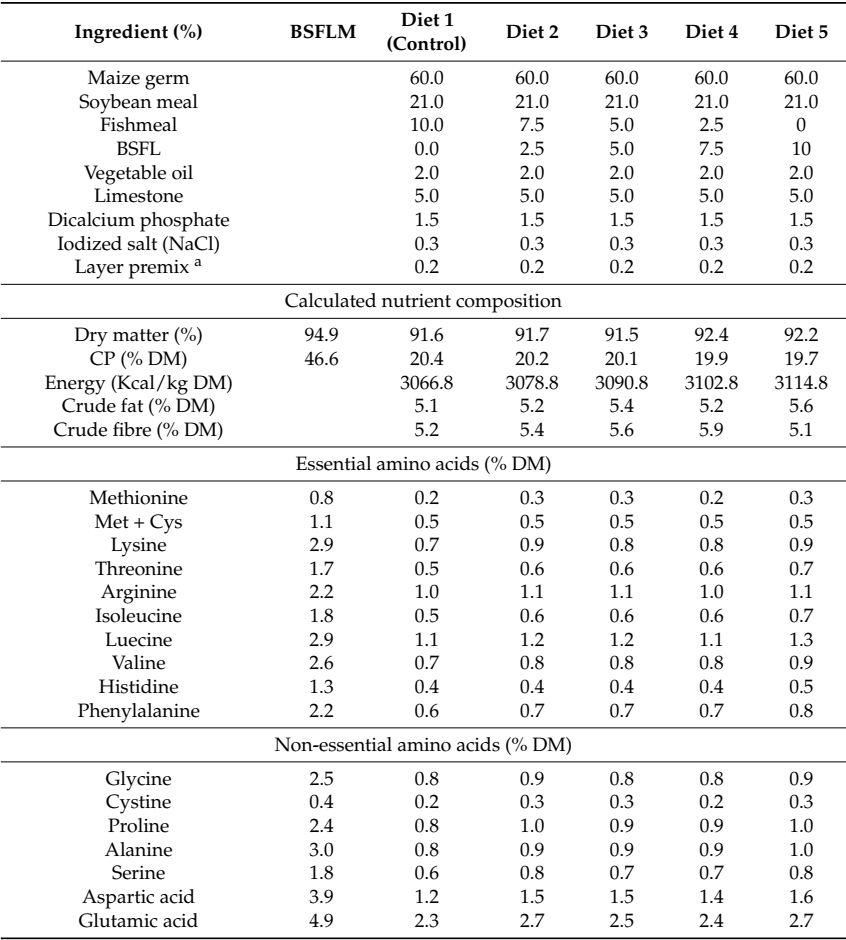 Ingredient (%) BSFLM Diet 1 (Control) Diet 2 Diet 3 Diet 4 Diet 5
Maize germ 60.0 60.0 60.0 60.0 60.0
Soybean meal 21.0 21.0 21.0 21.0 21.0
Fishmeal 10.0 7.5 5.0 2.5 0
BSFL 0.0 2.5 5.0 7.5 10
Vegetable oil 2.0 2.0 2.0 2.0 2.0
Limestone 5.0 5.0 5.0 5.0 5.0
Dicalcium phosphate 1.5 1.5 1.5 1.5 1.5
Iodized salt (NaCl) 0.3 0.3 0.3 0.3 0.3
Layer premix a 0.2 0.2 0.2 0.2 0.2
Calculated nutrient composition
Dry matter (%) 94.9 91.6 91.7 91.5 92.4 92.2
CP (% DM) 46.6 20.4 20.2 20.1 19.9 19.7
Energy (Kcal/kg DM) 3066.8 3078.8 3090.8 3102.8 3114.8
Crude fat (% DM) 5.1 5.2 5.4 5.2 5.6
Crude fibre (% DM) 5.2 5.4 5.6 5.9 5.1
Essential amino acids (% DM)
Methionine 0.8 0.2 0.3 0.3 0.2 0.3
Met + Cys 1.1 0.5 0.5 0.5 0.5 0.5
Lysine 2.9 0.7 0.9 0.8 0.8 0.9
Threonine 1.7 0.5 0.6 0.6 0.6 0.7
Arginine 2.2 1.0 1.1 1.1 1.0 1.1
Isoleucine 1.8 0.5 0.6 0.6 0.6 0.7
Luecine 2.9 1.1 1.2 1.2 1.1 1.3
Valine 2.6 0.7 0.8 0.8 0.8 0.9
Histidine 1.3 0.4 0.4 0.4 0.4 0.5
Phenylalanine 2.2 0.6 0.7 0.7 0.7 0.8
Non-essential amino acids (% DM)
Glycine 2.5 0.8 0.9 0.8 0.8 0.9
Cystine 0.4 0.2 0.3 0.3 0.2 0.3
Proline 2.4 0.8 1.0 0.9 0.9 1.0
Alanine 3.0 0.8 0.9 0.9 0.9 1.0
Serine 1.8 0.6 0.8 0.7 0.7 0.8
Aspartic acid 3.9 1.2 1.5 1.5 1.4 1.6
Glutamic acid 4.9 2.3 2.7 2.5 2.4 2.7